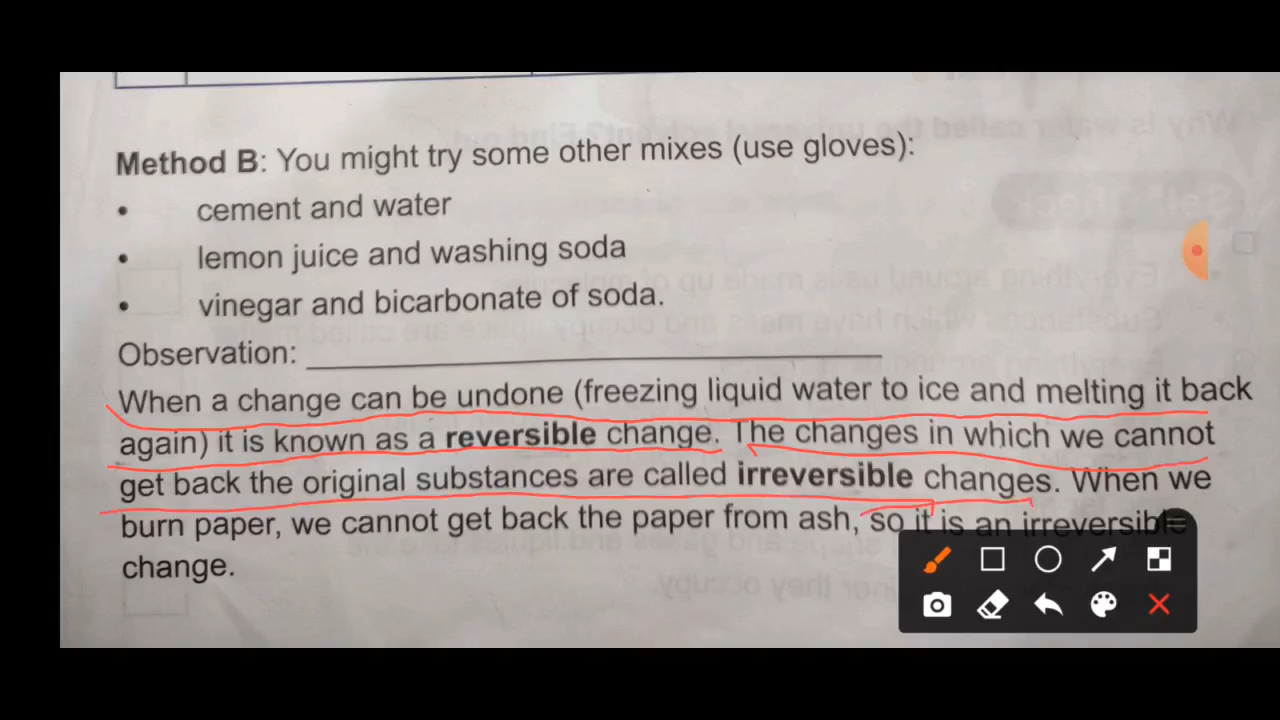 Method B: You might try some other mixes (use gloves):
• cement and water
• lemon juice and washing soda
• vinegar and bicarbonate of soda.
Observation:
When a change can be undone (freezing liquid water to ice and melting it back
again) it is known as a reversible change. The changes in which we cannot
get back the original substances are called irreversible changes. When we
burn paper, we cannot get back the paper from ash, so it is an irreversible
change.